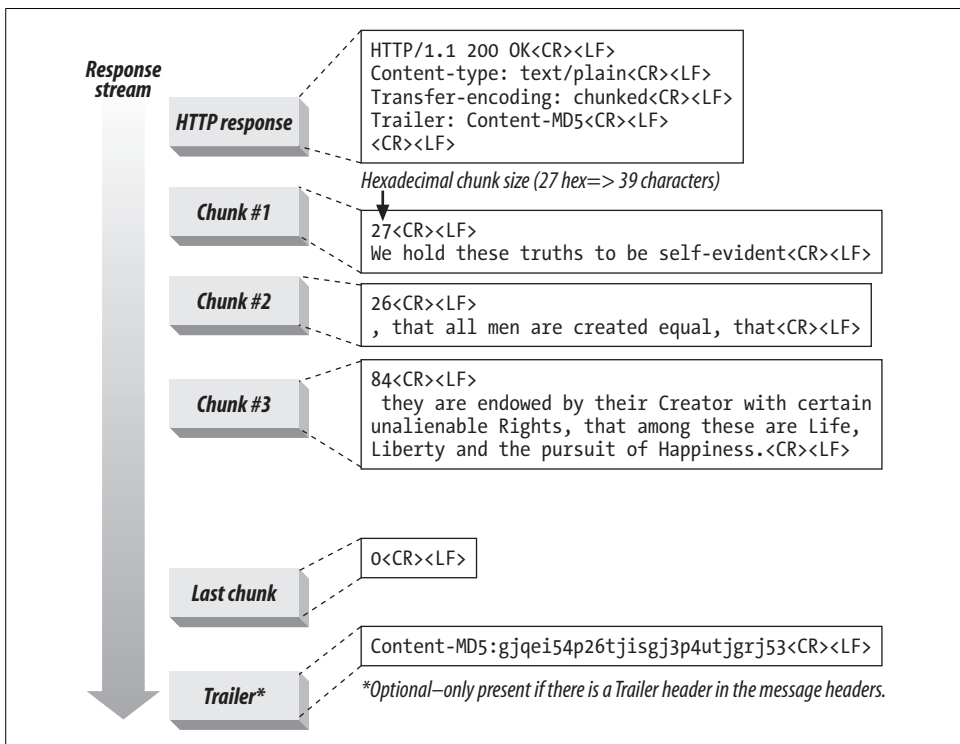 Response
stream
HTTP response
HTTP/1.1 200 OK<CR><LF>
Content-type: text/plain<CR><LF>
Transfer-encoding: chunked<CR><LF>
Trailer: Content-MD5<CR><LF>
<CR><LF>
Hexadecimal chunk size (27 hex=> 39 characters)
Chunk #1
27<CR><LF>
We hold these truths to be self-evident<CR><LF>
Chunk #2
26<CR><LF>
, that all men are created equal, that<CR><LF>
Chunk #3
84<CR><LF>
they are endowed by their Creator with certain
unalienable Rights, that among these are Life,
Liberty and the pursuit of Happiness.<CR><LF>
Last chunk
0<CR><LF>
Trailer*
Content-MD5:gjqei54p26tjisgj3p4utjgrj53<CR><LF>
*Optional—only present if there is a Trailer header in the message headers.